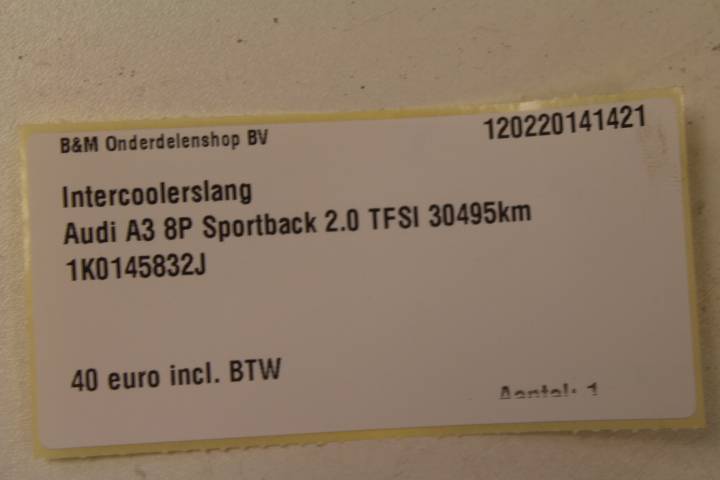 B&M Onderdelenshop BV 120220141421
Intercoolerslang
Audi A3 8P Sportback 2.0 TFSI 30495km
1K0145832J
40 euro incl. BTW Aantal: 1